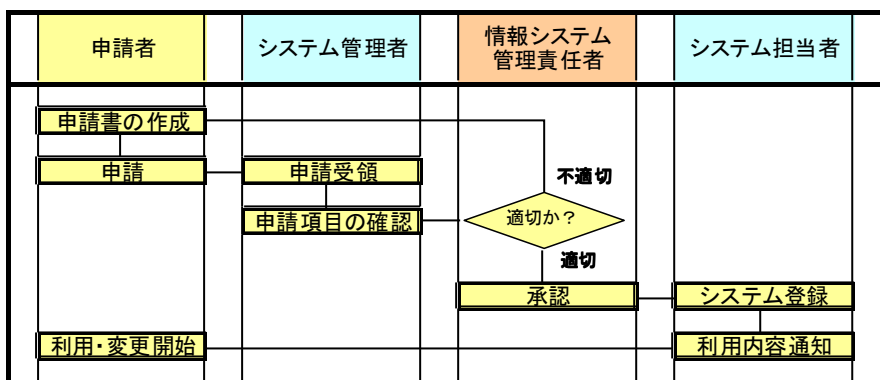 申請者
システム管理者
情報システム
管理責任者
システム担当者
申請書の作成
申請
申請受領
不適切
申請項目の確認
適切か？
適切
承認
システム登録
利用・変更開始
利用内容通知